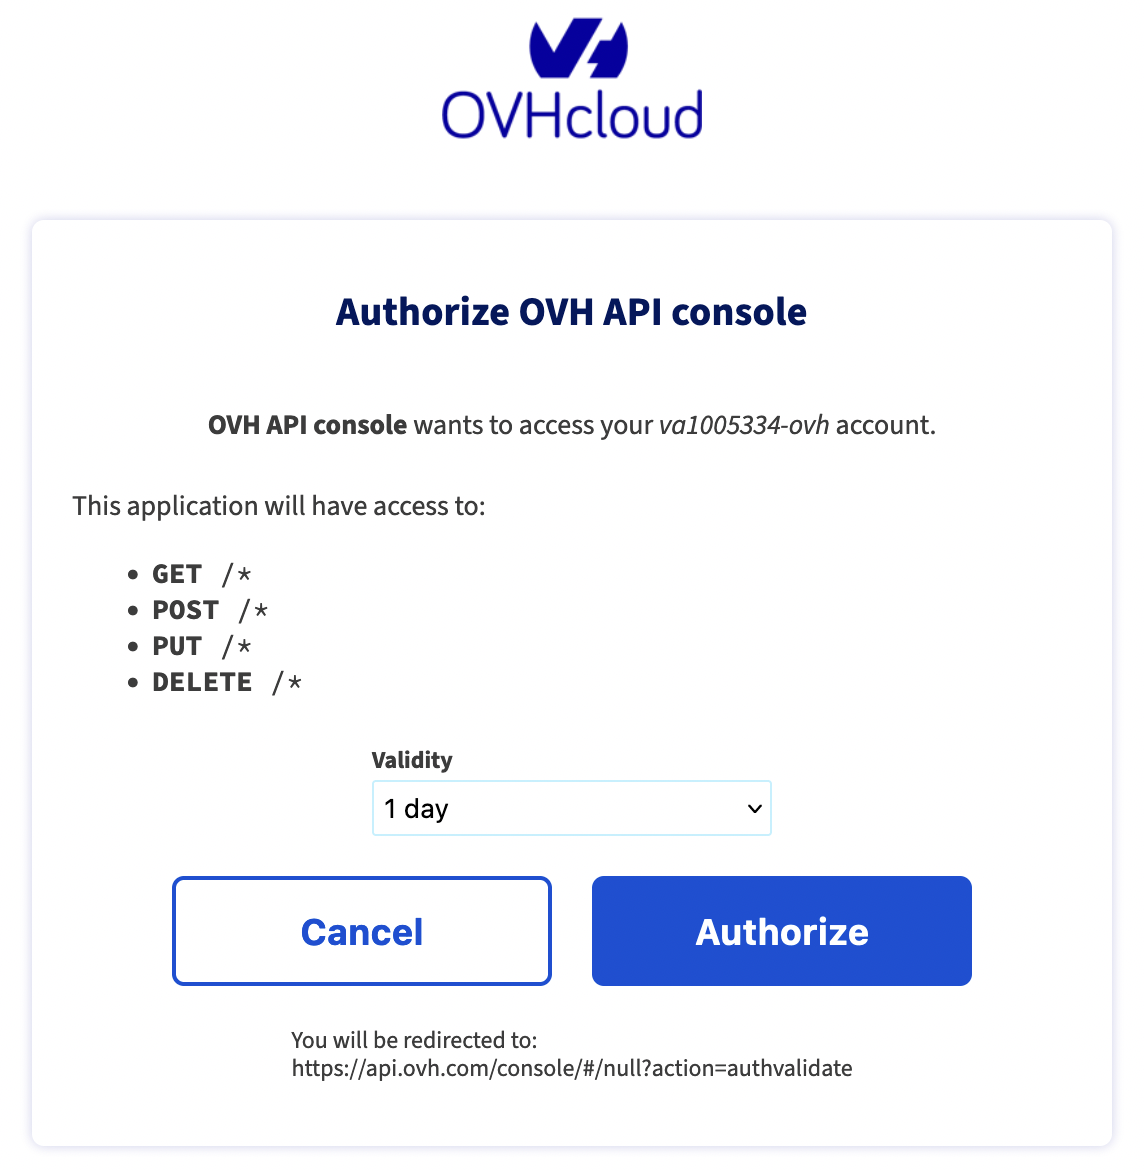 OVHcloud
Authorize OVH API console
OVH API console wants to access your va1005334-ovh account.
This application will have access to:
• GET /*
• POST /*
• PUT /*
• DELETE /*
Validity
1 day
Cancel
Authorize
You will be redirected to:
https://api.ovh.com/console/#/null?action=authvalidate